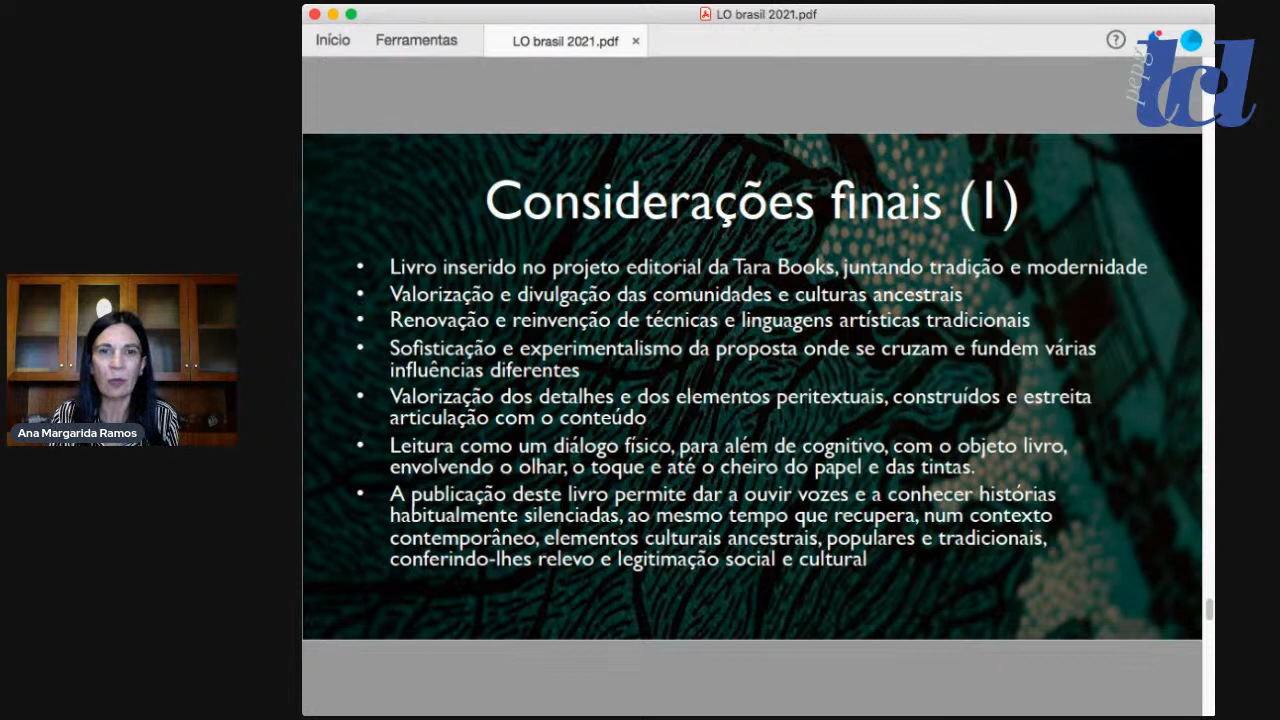 LO brasil 2021.pdf
Início Ferramentas LO brasil 2021.pdf ×
?
pepg
lcl
Considerações finais (1)
• Livro inserido no projeto editorial da Tara Books, juntando tradição e modernidade
• Valorização e divulgação das comunidades e culturas ancestrais
• Renovação e reinvenção de técnicas e linguagens artísticas tradicionais
• Sofisticação e experimentalismo da proposta onde se cruzam e fundem várias
influências diferentes
• Valorização dos detalhes e dos elementos peritextuais, construídos e estreita
articulação com o conteúdo
• Leitura como um diálogo físico, para além de cognitivo, com o objeto livro,
envolvendo o olhar, o toque e até o cheiro do papel e das tintas.
• A publicação deste livro permite dar a ouvir vozes e a conhecer histórias
habitualmente silenciadas, ao mesmo tempo que recupera, num contexto
contemporâneo, elementos culturais ancestrais, populares e tradicionais,
conferindo-lhes relevo e legitimação social e cultural
Ana Margarida Ramos